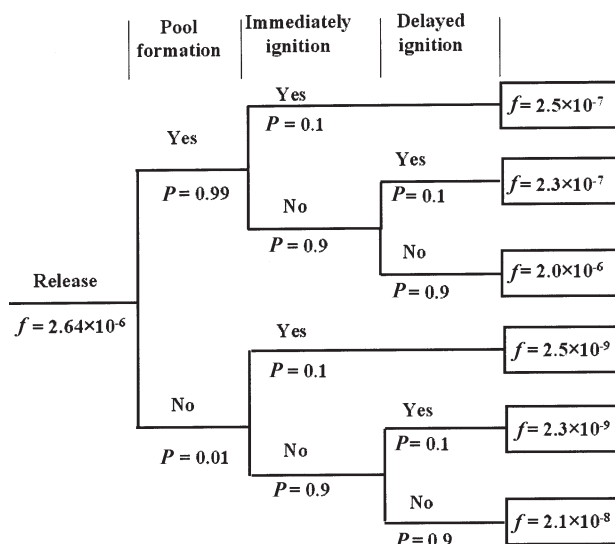 Pool formation
Immediately ignition
Delayed ignition
Yes
P = 0.1
f = 2.5×10⁻⁷
Yes
P = 0.99
Yes
P = 0.1
f = 2.3×10⁻⁷
No
P = 0.9
No
P = 0.9
f = 2.0×10⁻⁶
Release
f = 2.64×10⁻⁶
Yes
P = 0.1
f = 2.5×10⁻⁹
No
P = 0.01
Yes
P = 0.1
f = 2.3×10⁻⁹
No
P = 0.9
No
P = 0.9
f = 2.1×10⁻⁸